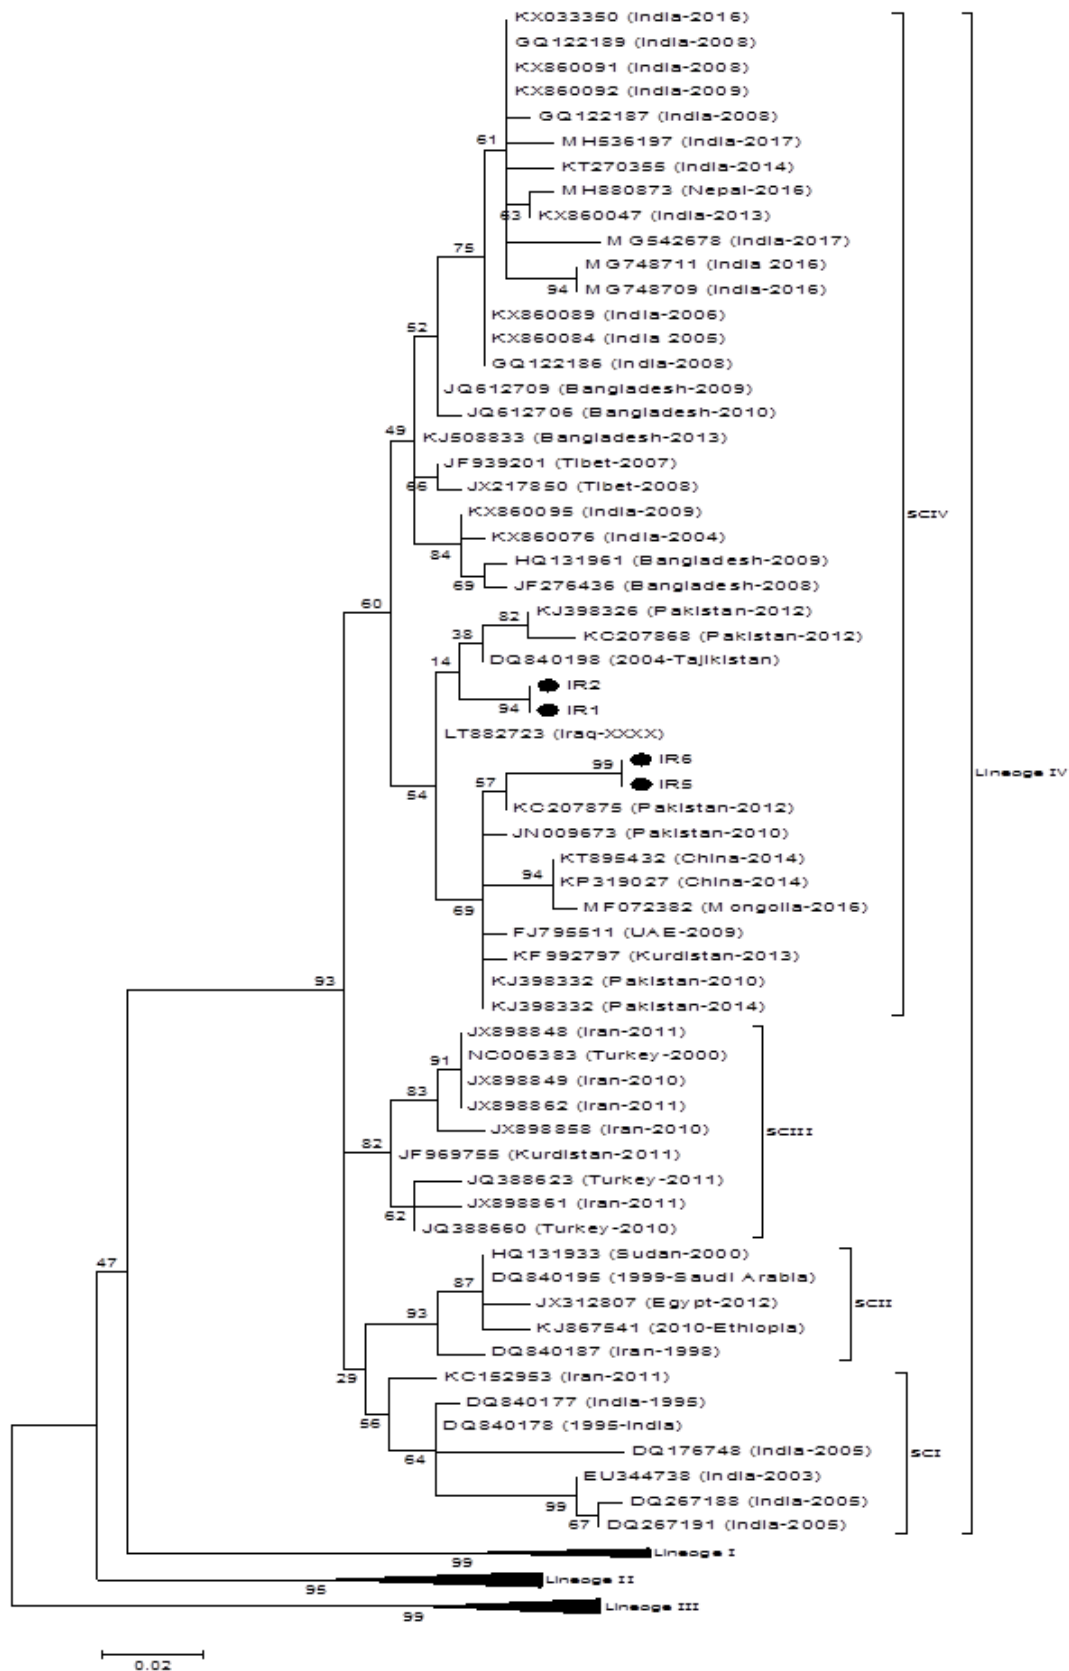 KX033350 (India-2016)
GQ122189 (India-2008)
KX860091 (India-2008)
KX860092 (India-2009)
GQ122187 (India-2008)
61
MH536197 (India-2017)
KT270355 (India-2014)
MH880873 (Nepal-2016)
63
KX860047 (India-2013)
MG542678 (India-2017)
75
MG748711 (India 2016)
94
MG748709 (India-2016)
KX860089 (India-2006)
52
KX860084 (India 2005)
GQ122186 (India-2008)
JQ612709 (Bangladesh-2009)
JQ612706 (Bangladesh-2010)
49
KJ508833 (Bangladesh-2013)
JF939201 (Tibet-2007)
66
JX217850 (Tibet-2008)
KX860095 (India-2009)
SCIV
KX860076 (India-2004)
84
HQ131961 (Bangladesh-2009)
69
JF276436 (Bangladesh-2008)
60
KJ398326 (Pakistan-2012)
82
38
KC207868 (Pakistan-2012)
14
DQ840198 (2004-Tajikistan)
IR2
94
IR1
LT882723 (Iraq-XXXX)
99
IR6
Lineage IV
57
IR5
54
KC207875 (Pakistan-2012)
JN009673 (Pakistan-2010)
KT895432 (China-2014)
94
KP319027 (China-2014)
69
MF072382 (Mongolia-2016)
FJ795511 (UAE-2009)
KF992797 (Kurdistan-2013)
93
KJ398332 (Pakistan-2010)
KJ398332 (Pakistan-2014)
JX898848 (Iran-2011)
91
NC006383 (Turkey-2000)
83
JX898849 (Iran-2010)
JX898862 (Iran-2011)
JX898858 (Iran-2010)
SCIII
82
JF969755 (Kurdistan-2011)
JQ388623 (Turkey-2011)
62
JX898861 (Iran-2011)
JQ388660 (Turkey-2010)
47
HQ131933 (Sudan-2000)
87
DQ840195 (1999-Saudi Arabia)
93
JX312807 (Egypt-2012)
SCII
KJ867541 (2010-Ethiopia)
DQ840187 (Iran-1998)
29
KC152953 (Iran-2011)
56
DQ840177 (India-1995)
DQ840178 (1995-India)
64
DQ176748 (India-2005)
SCI
EU344738 (India-2003)
99
DQ267188 (India-2005)
67
DQ267191 (India-2005)
99
Lineage I
95
Lineage II
99
Lineage III
0.02